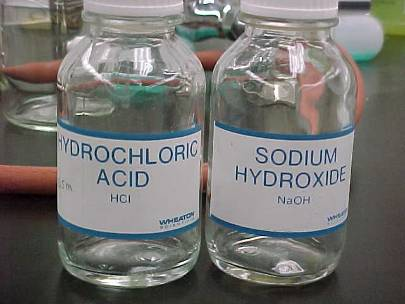 HYDROCHLORIC
ACID
HCl
WHEATON
SODIUM
HYDROXIDE
NaOH
WHEATON